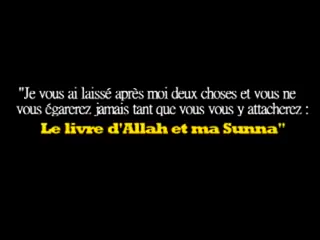 "Je vous ai laissé après moi deux choses et vous ne
vous égarerez jamais tant que vous vous y attacherez :
Le livre d'Allah et ma Sunna"